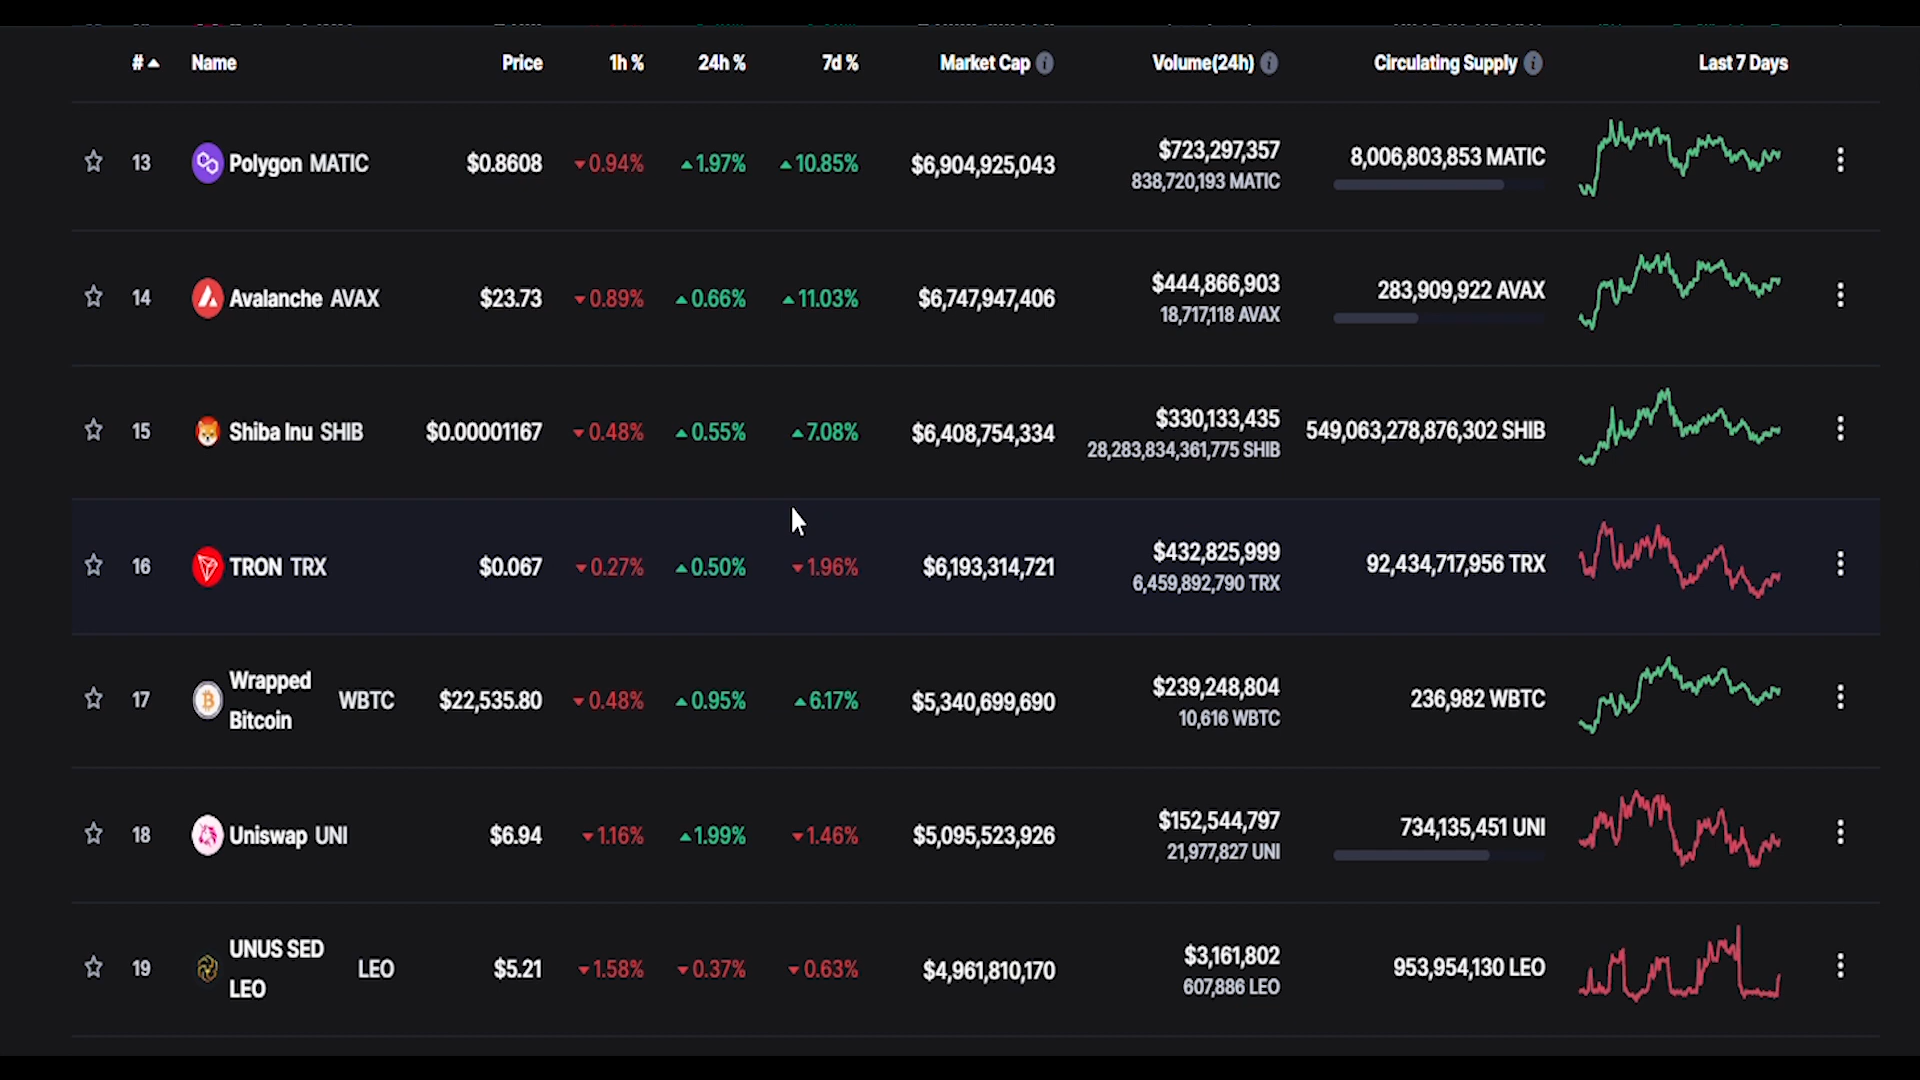 # Name Price 1h % 24h % 7d % Market Cap Volume(24h) Circulating Supply Last 7 Days
13 Polygon MATIC $0.8608 0.94% 1.97% 10.85% $6,904,925,043 $723,297,357 8,006,803,853 MATIC
838,720,193 MATIC
14 Avalanche AVAX $23.73 0.89% 0.66% 11.03% $6,747,947,406 $444,866,903 283,909,922 AVAX
18,717,118 AVAX
15 Shiba Inu SHIB $0.00001167 0.48% 0.55% 7.08% $6,408,754,334 $330,133,435 549,063,278,876,302 SHIB
28,283,834,361,775 SHIB
16 TRON TRX $0.067 0.27% 0.50% 1.96% $6,193,314,721 $432,825,999 92,434,717,956 TRX
6,459,892,790 TRX
17 Wrapped Bitcoin WBTC $22,535.80 0.48% 0.95% 6.17% $5,340,699,690 $239,248,804 236,982 WBTC
10,616 WBTC
18 Uniswap UNI $6.94 1.16% 1.99% 1.46% $5,095,523,926 $152,544,797 734,135,451 UNI
21,977,827 UNI
19 UNUS SED LEO LEO $5.21 1.58% 0.37% 0.63% $4,961,810,170 $3,161,802 953,954,130 LEO
607,886 LEO